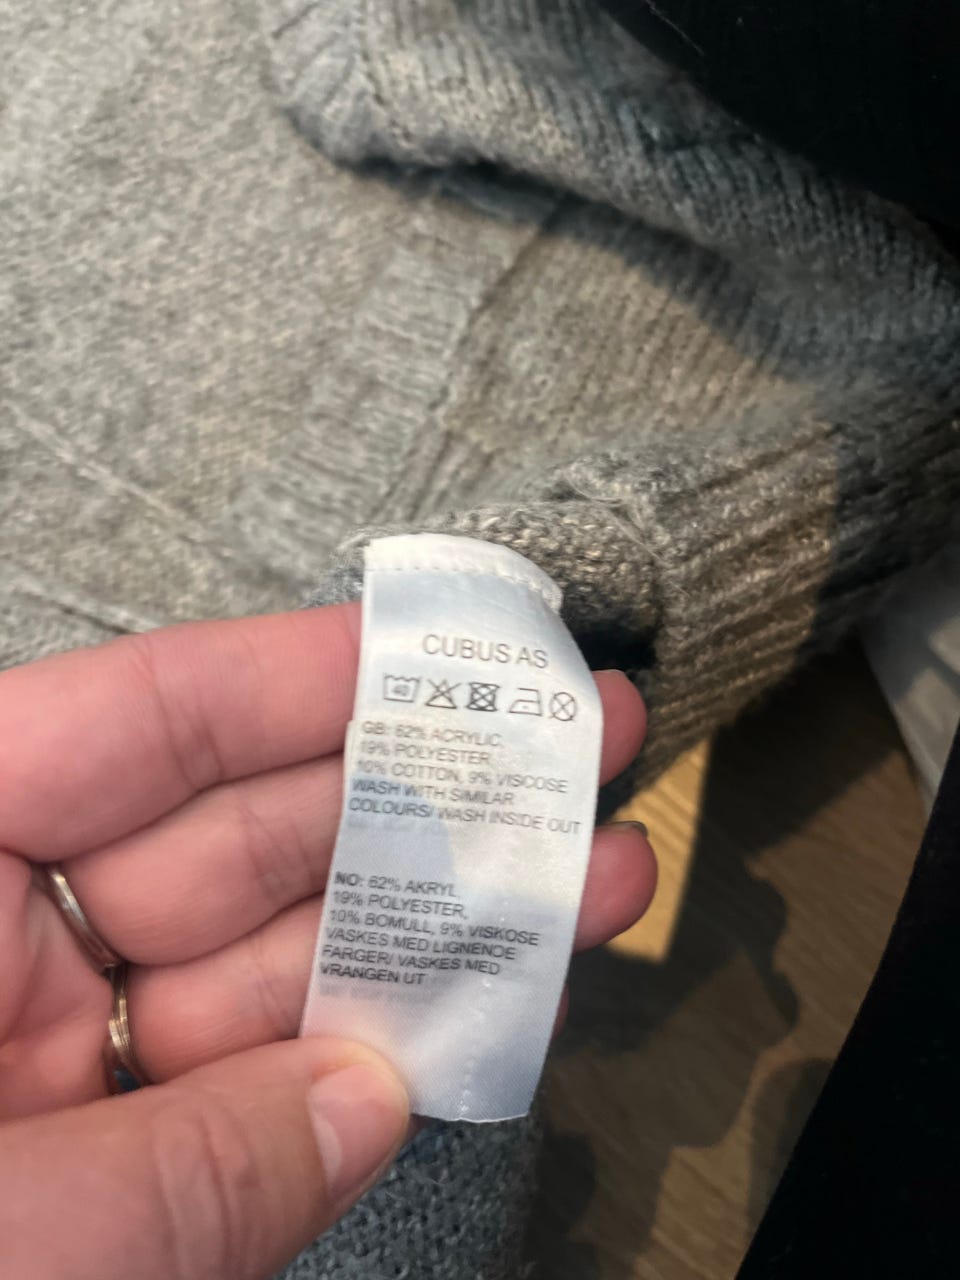 CUBUS AS
40
GB: 62% ACRYLIC,
19% POLYESTER,
10% COTTON, 9% VISCOSE
WASH WITH SIMILAR
COLOURS/ WASH INSIDE OUT
NO: 62% AKRYL,
19% POLYESTER,
10% BOMULL, 9% VISKOSE
VASKES MED LIGNENDE
FARGER/ VASKES MED
VRANGEN UT